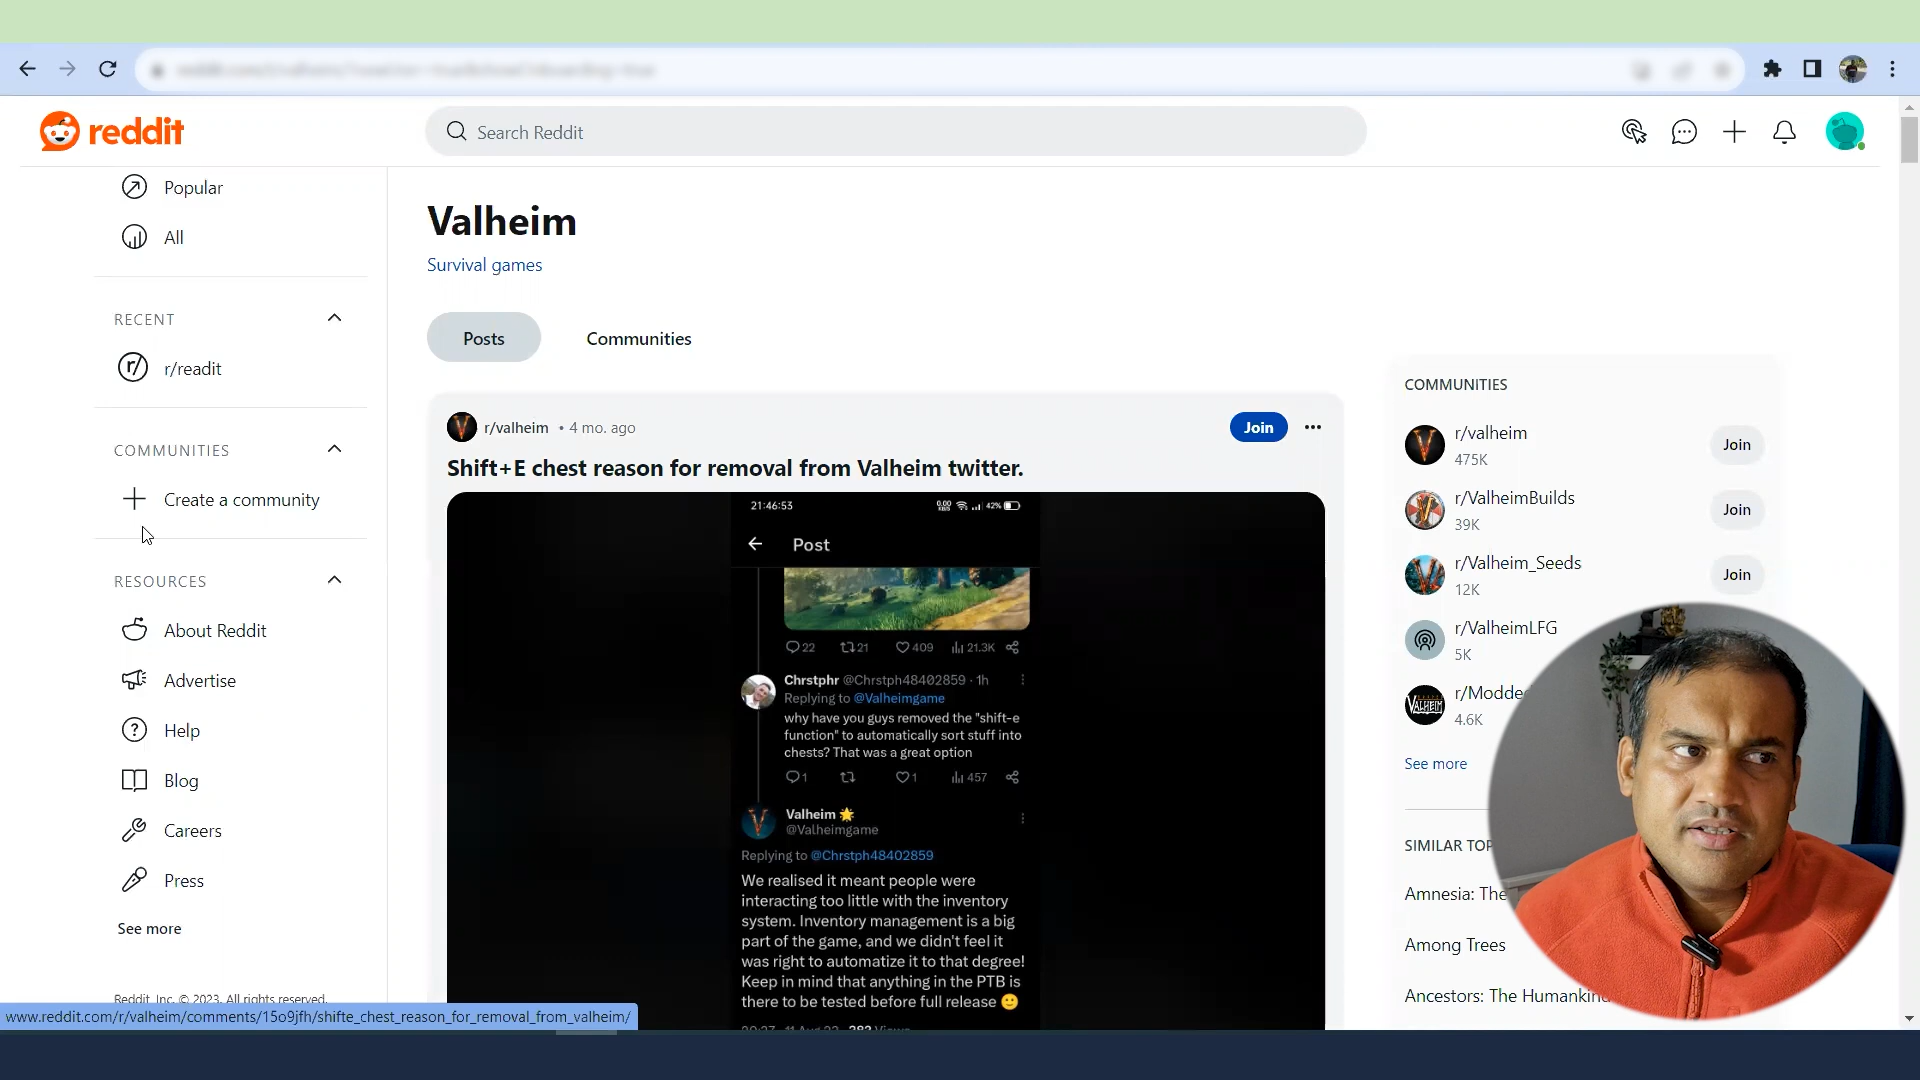 reddit
Search Reddit
Popular
All
RECENT
r/readit
COMMUNITIES
Create a community
RESOURCES
About Reddit
Advertise
Help
Blog
Careers
Press
See more
Reddit, Inc. © 2023. All rights reserved.
www.reddit.com/r/valheim/comments/15o9jfh/shifte_chest_reason_for_removal_from_valheim/
Valheim
Survival games
Posts
Communities
r/valheim • 4 mo. ago
Join
Shift+E chest reason for removal from Valheim twitter.
21:46:53
0.00 KB/S 42%
Post
22 21 409 21.3K
Chrstphr @Chrstph48402859 · 1h
Replying to @Valheimgame
why have you guys removed the "shift-e
function" to automatically sort stuff into
chests? That was a great option
1 1 457
Valheim
@Valheimgame
Replying to @Chrstph48402859
We realised it meant people were
interacting too little with the inventory
system. Inventory management is a big
part of the game, and we didn't feel it
was right to automatize it to that degree!
Keep in mind that anything in the PTB is
there to be tested before full release 🙂
COMMUNITIES
r/valheim
475K
Join
r/ValheimBuilds
39K
Join
r/Valheim_Seeds
12K
Join
r/ValheimLFG
5K
r/Modde
4.6K
See more
SIMILAR TOP
Amnesia: The
Among Trees
Ancestors: The Humankind